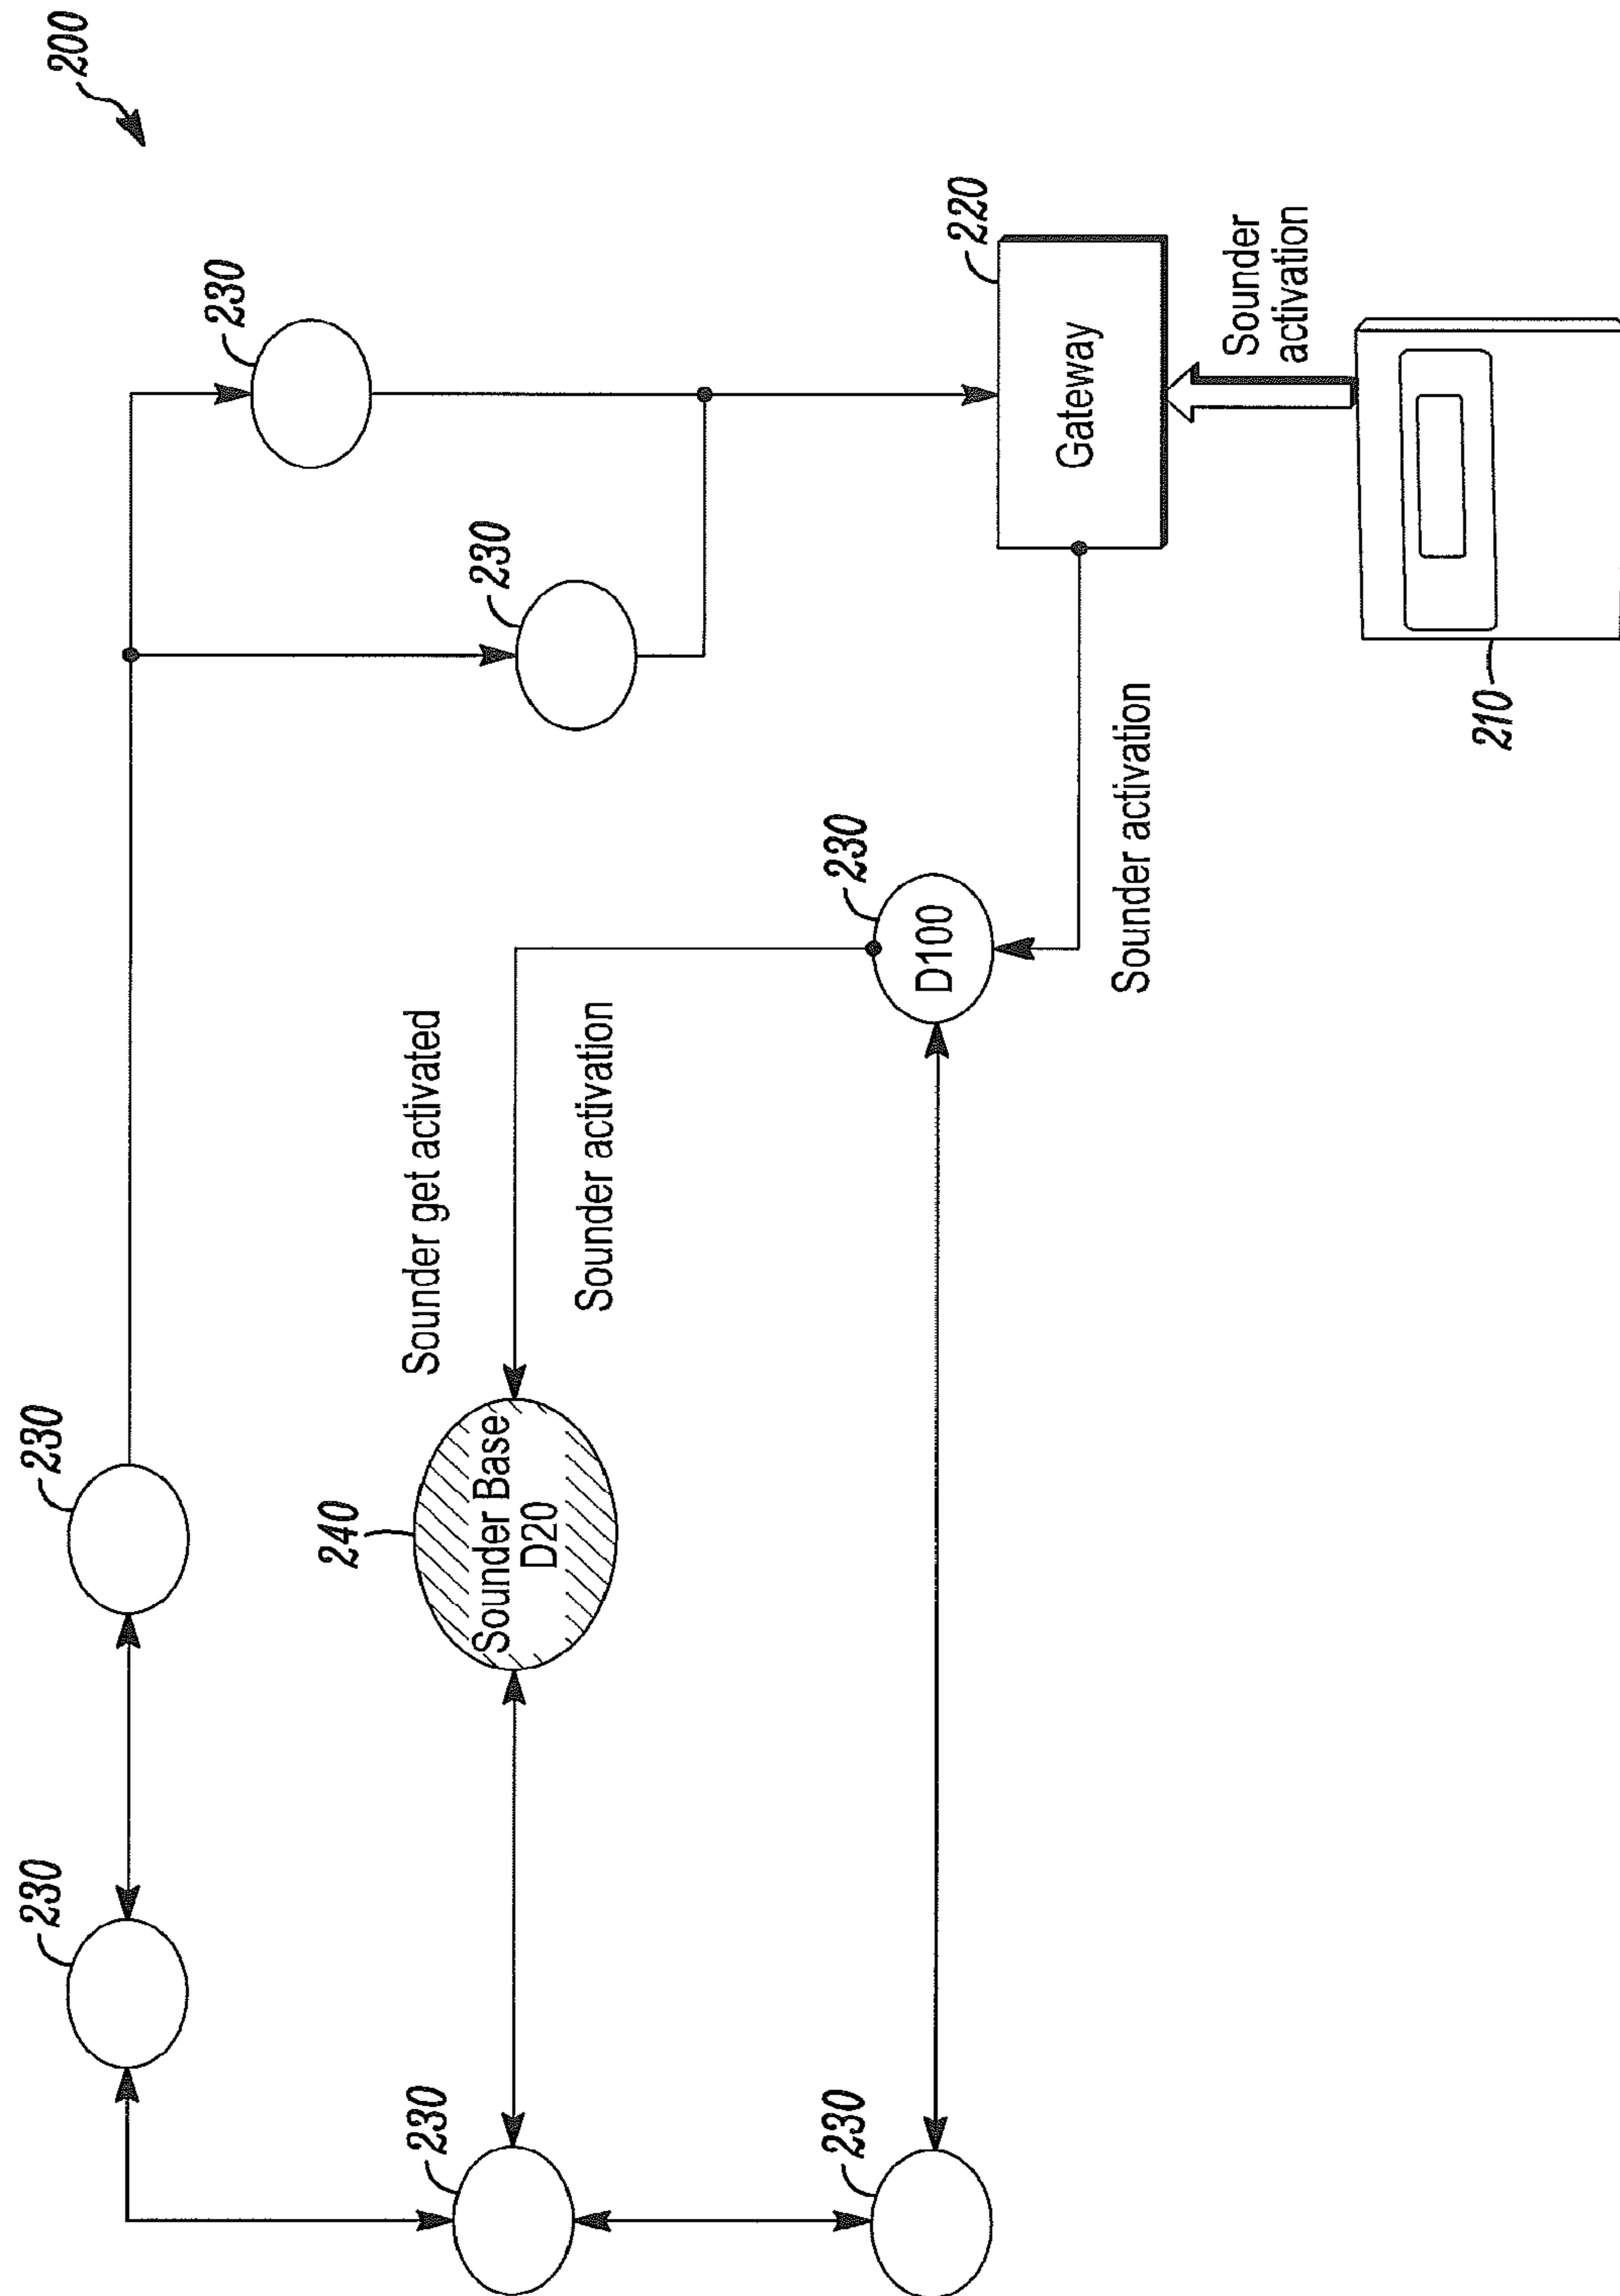 200
230
230
230
230
240
Sounder Base
D20
Sounder get activated
Sounder activation
230
230
230
D100
220
Gateway
Sounder activation
Sounder
activation
210